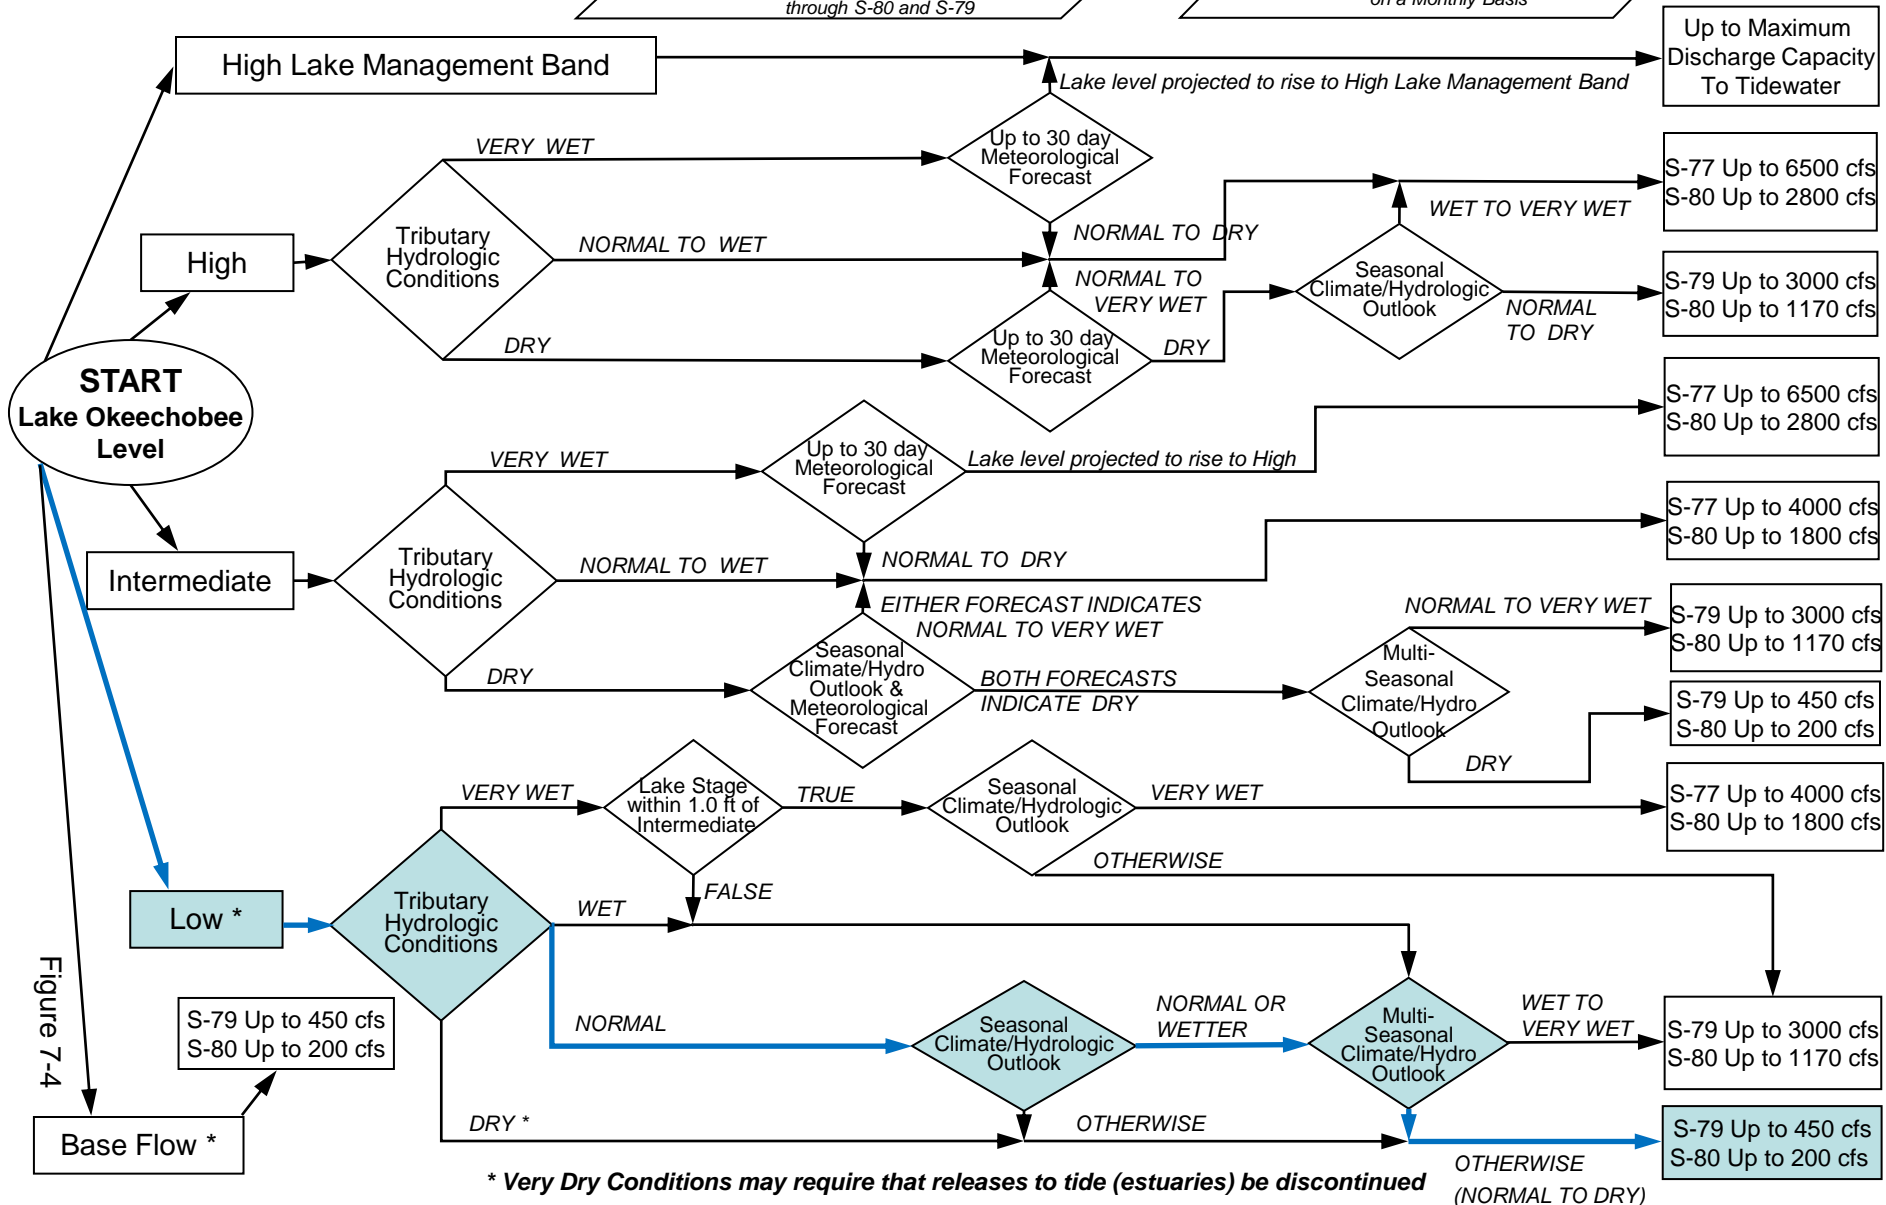 through S-80 and S-79
on a Monthly Basis
High Lake Management Band
Lake level projected to rise to High Lake Management Band
Up to Maximum
Discharge Capacity
To Tidewater
VERY WET
Up to 30 day
Meteorological
Forecast
S-77 Up to 6500 cfs
S-80 Up to 2800 cfs
WET TO VERY WET
High
Tributary
Hydrologic
Conditions
NORMAL TO WET
NORMAL TO DRY
NORMAL TO
VERY WET
Seasonal
Climate/Hydrologic
Outlook
NORMAL
TO DRY
S-79 Up to 3000 cfs
S-80 Up to 1170 cfs
DRY
Up to 30 day
Meteorological
Forecast
DRY
START
Lake Okeechobee
Level
S-77 Up to 6500 cfs
S-80 Up to 2800 cfs
VERY WET
Up to 30 day
Meteorological
Forecast
Lake level projected to rise to High
S-77 Up to 4000 cfs
S-80 Up to 1800 cfs
Intermediate
Tributary
Hydrologic
Conditions
NORMAL TO WET
NORMAL TO DRY
EITHER FORECAST INDICATES
NORMAL TO VERY WET
NORMAL TO VERY WET
S-79 Up to 3000 cfs
S-80 Up to 1170 cfs
DRY
Seasonal
Climate/Hydro
Outlook &
Meteorological
Forecast
BOTH FORECASTS
INDICATE DRY
Multi-
Seasonal
Climate/Hydro
Outlook
DRY
S-79 Up to 450 cfs
S-80 Up to 200 cfs
VERY WET
Lake Stage
within 1.0 ft of
Intermediate
TRUE
Seasonal
Climate/Hydrologic
Outlook
VERY WET
S-77 Up to 4000 cfs
S-80 Up to 1800 cfs
OTHERWISE
FALSE
Low *
Tributary
Hydrologic
Conditions
WET
NORMAL
Seasonal
Climate/Hydrologic
Outlook
NORMAL OR
WETTER
Multi-
Seasonal
Climate/Hydro
Outlook
WET TO
VERY WET
S-79 Up to 3000 cfs
S-80 Up to 1170 cfs
Figure 7-4
S-79 Up to 450 cfs
S-80 Up to 200 cfs
Base Flow *
DRY *
OTHERWISE
S-79 Up to 450 cfs
S-80 Up to 200 cfs
OTHERWISE
(NORMAL TO DRY)
* Very Dry Conditions may require that releases to tide (estuaries) be discontinued